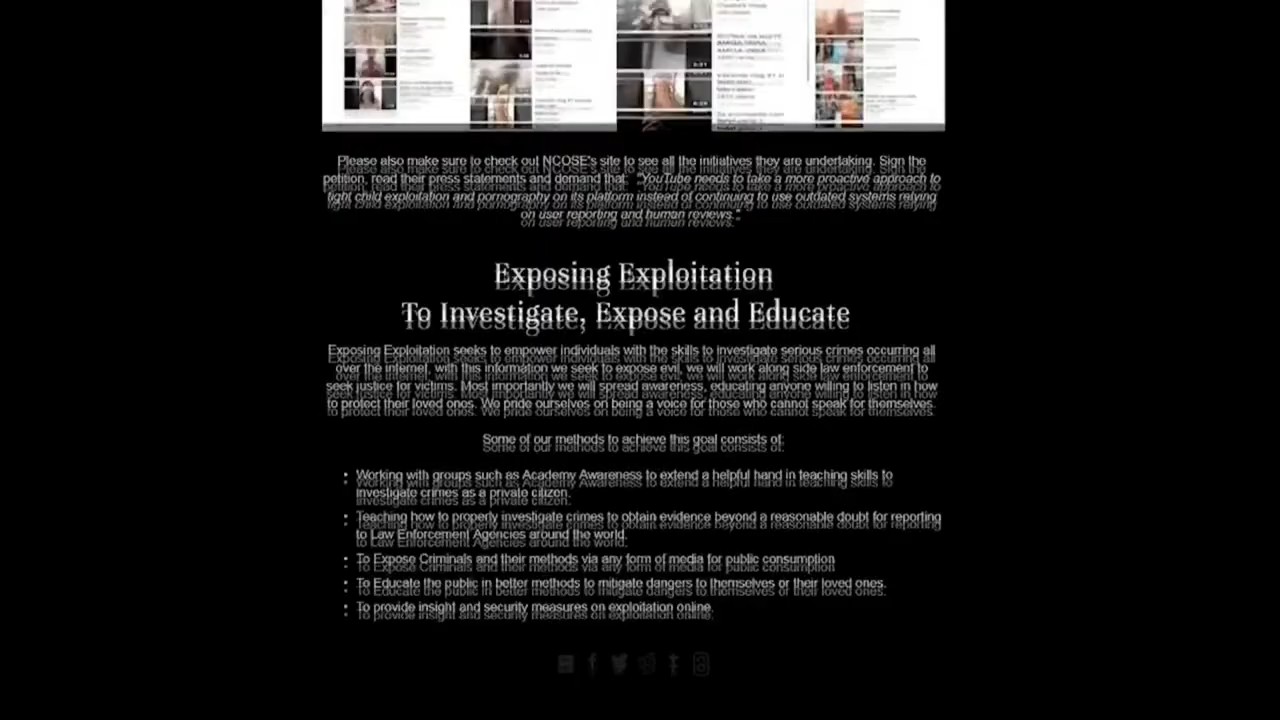 Please also make sure to check out NCOSE's site to see all the initiatives they are undertaking. Sign the
petition, read their press statements and demand that: "YouTube needs to take a more proactive approach to
fight child exploitation and pornography on its platform instead of continuing to use outdated systems relying
on user reporting and human reviews."
Exposing Exploitation
To Investigate, Expose and Educate
Exposing Exploitation seeks to empower individuals with the skills to investigate serious crimes occurring all
over the internet, with this information we seek to expose evil, we will work along side law enforcement to
seek justice for victims. Most importantly we will spread awareness, educating anyone willing to listen in how
to protect their loved ones. We pride ourselves on being a voice for those who cannot speak for themselves.
Some of our methods to achieve this goal consists of:
• Working with groups such as Academy Awareness to extend a helpful hand in teaching skills to
investigate crimes as a private citizen.
• Teaching how to properly investigate crimes to obtain evidence beyond a reasonable doubt for reporting
to Law Enforcement Agencies around the world.
• To Expose Criminals and their methods via any form of media for public consumption
• To Educate the public in better methods to mitigate dangers to themselves or their loved ones.
• To provide insight and security measures on exploitation online.